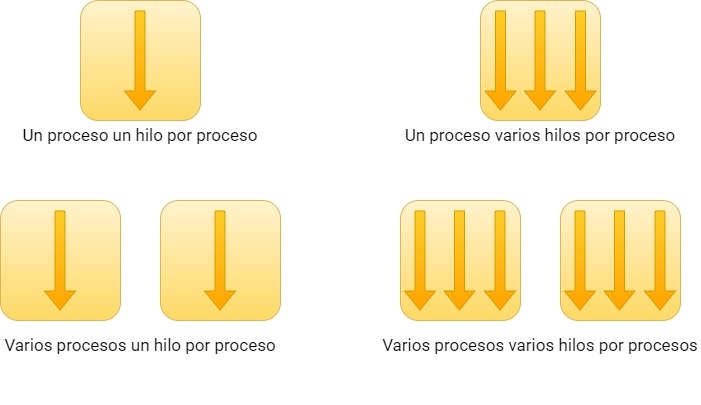 Un proceso un hilo por proceso
Un proceso varios hilos por proceso
Varios procesos un hilo por proceso
Varios procesos varios hilos por procesos